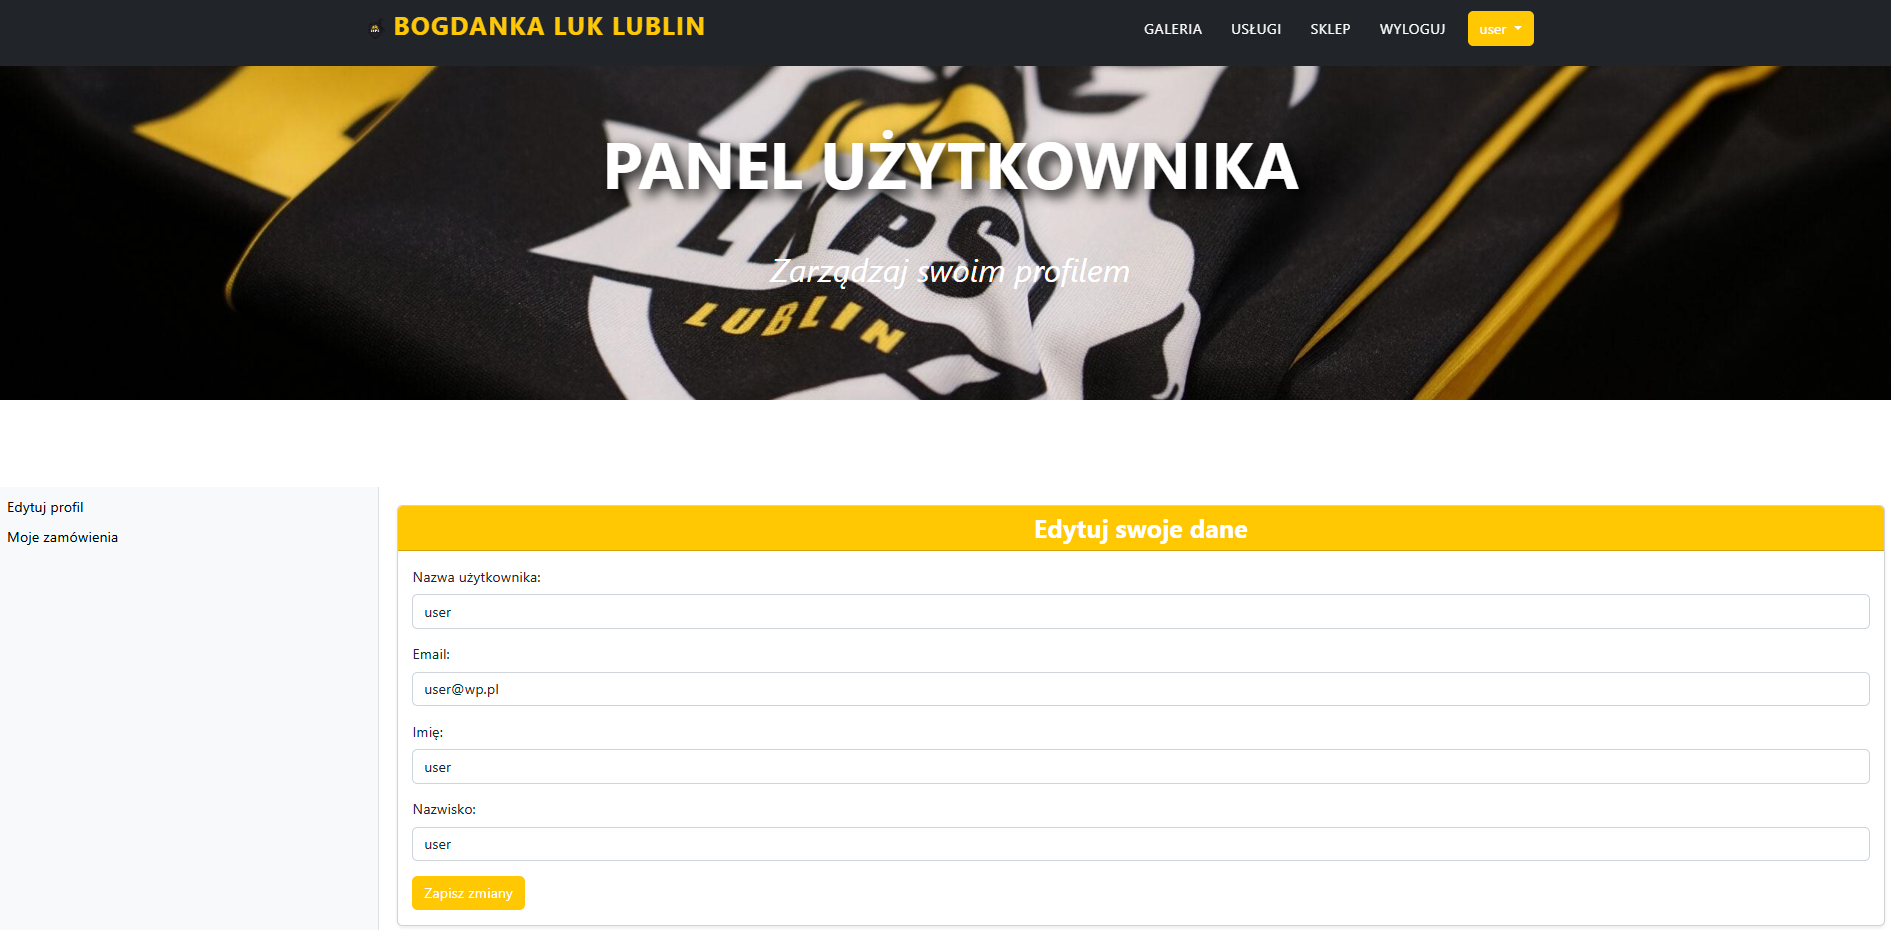 BOGDANKA LUK LUBLIN
GALERIA USŁUGI SKLEP WYLOGUJ user
PANEL UŻYTKOWNIKA
LKPS
Zarządzaj swoim profilem
LUBLIN
Edytuj profil
Moje zamówienia
Edytuj swoje dane
Nazwa użytkownika:
user
Email:
user@wp.pl
Imię:
user
Nazwisko:
user
Zapisz zmiany